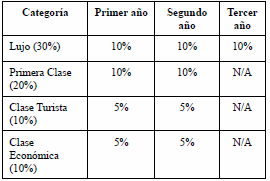 Categoría Primer año Segundo año Tercer año
Lujo (30%) 10% 10% 10%
Primera Clase (20%) 10% 10% N/A
Clase Turista (10%) 5% 5% N/A
Clase Económica (10%) 5% 5% N/A